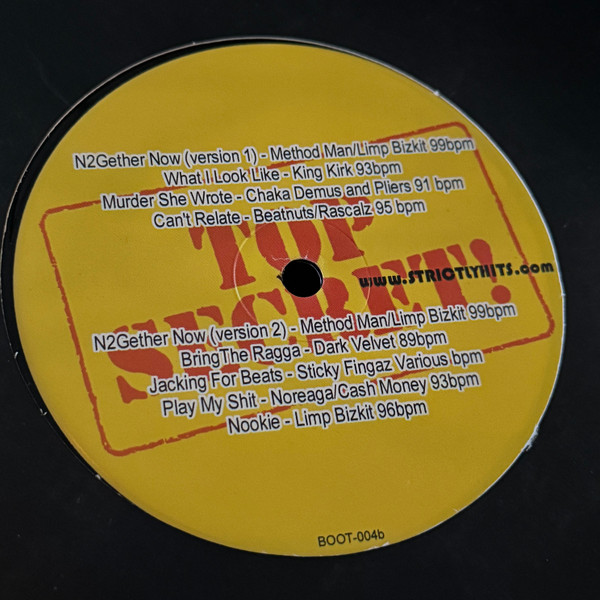 N2Gether Now (version 1) - Method Man/Limp Bizkit 99bpm
What I Look Like - King Kirk 93bpm
Murder She Wrote - Chaka Demus and Pliers 91 bpm
Can't Relate - Beatnuts/Rascalz 95 bpm
TOP
www.STRICTLYHITS.com
SECRET!
N2Gether Now (version 2) - Method Man/Limp Bizkit 99bpm
BringThe Ragga - Dark Velvet 89bpm
Jacking For Beats - Sticky Fingaz Various bpm
Play My Shit - Noreaga/Cash Money 93bpm
Nookie - Limp Bizkit 96bpm
BOOT-004b